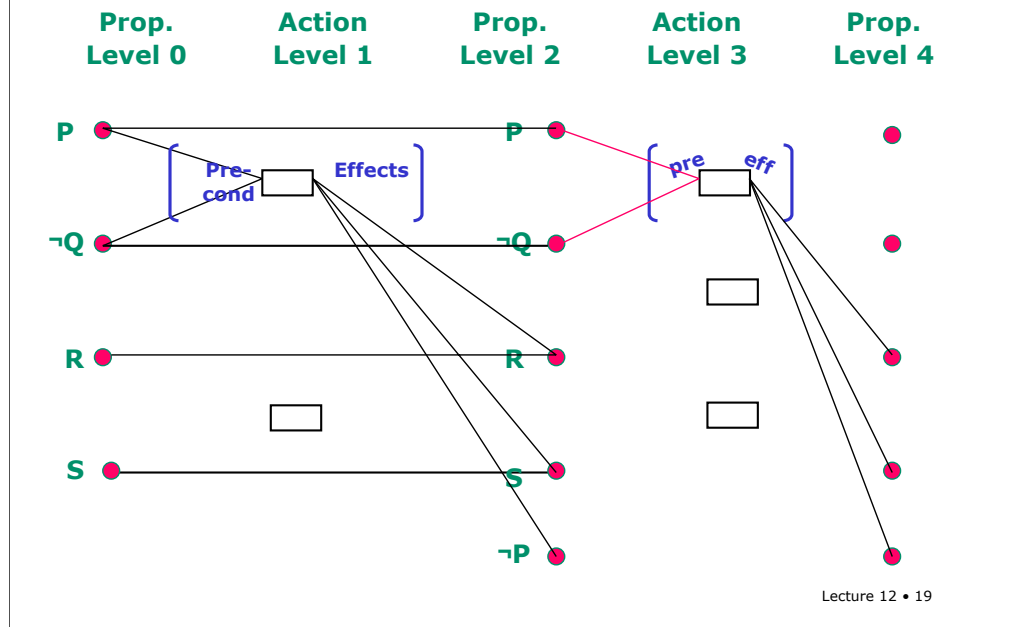 Prop.
Level 0
Action
Level 1
Prop.
Level 2
Action
Level 3
Prop.
Level 4
P
P
Pre-
cond
Effects
pre
eff
¬Q
¬Q
R
R
S
S
¬P
Lecture 12 • 19